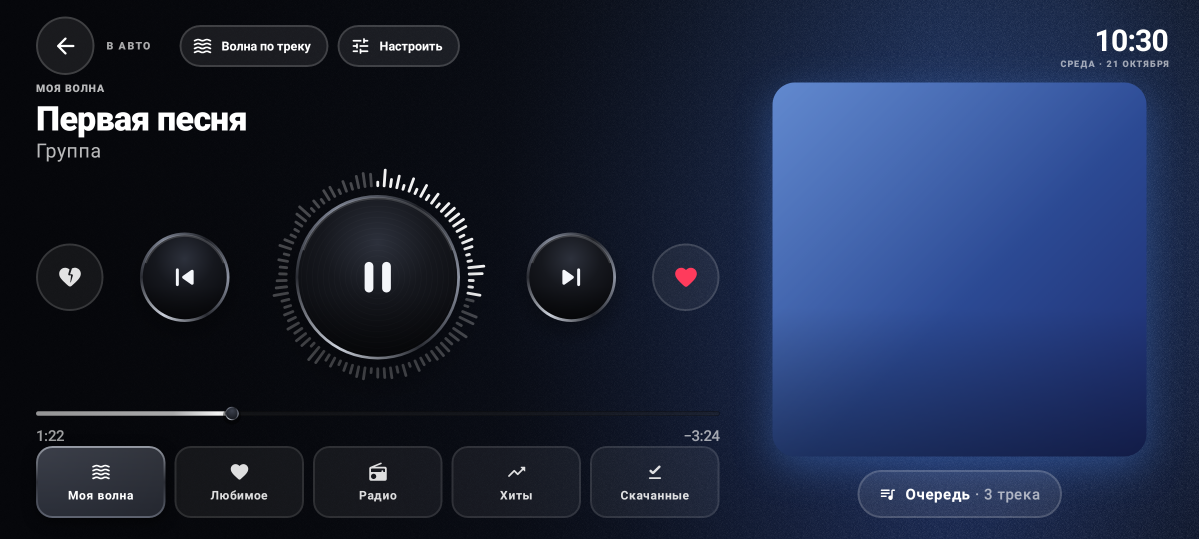 В АВТО
Волна по треку
Настроить
10:30
СРЕДА · 21 ОКТЯБРЯ
МОЯ ВОЛНА
Первая песня
Группа
1:22
−3:24
Моя волна
Любимое
Радио
Хиты
Скачанные
Очередь · 3 трека